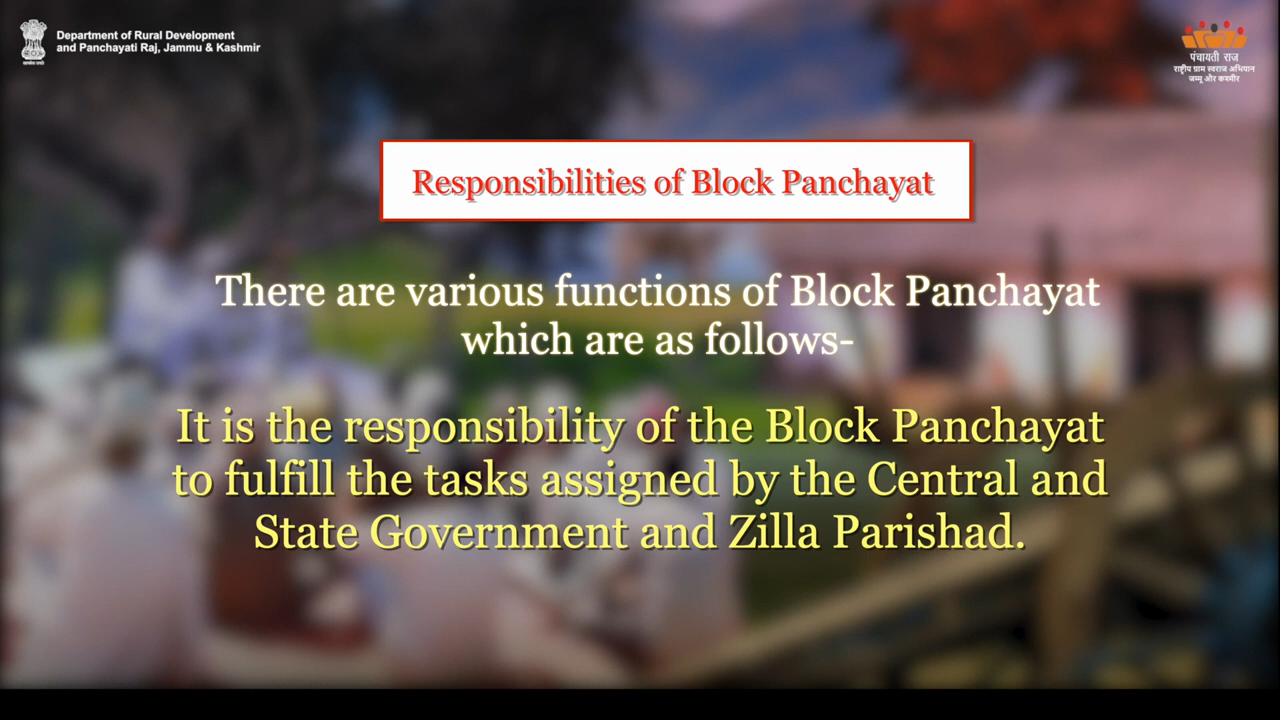 Department of Rural Development
and Panchayati Raj, Jammu & Kashmir
पंचायती राज
राष्ट्रीय ग्राम स्वराज अभियान
जम्मू और कश्मीर
Responsibilities of Block Panchayat
There are various functions of Block Panchayat
which are as follows-
It is the responsibility of the Block Panchayat
to fulfill the tasks assigned by the Central and
State Government and Zilla Parishad.